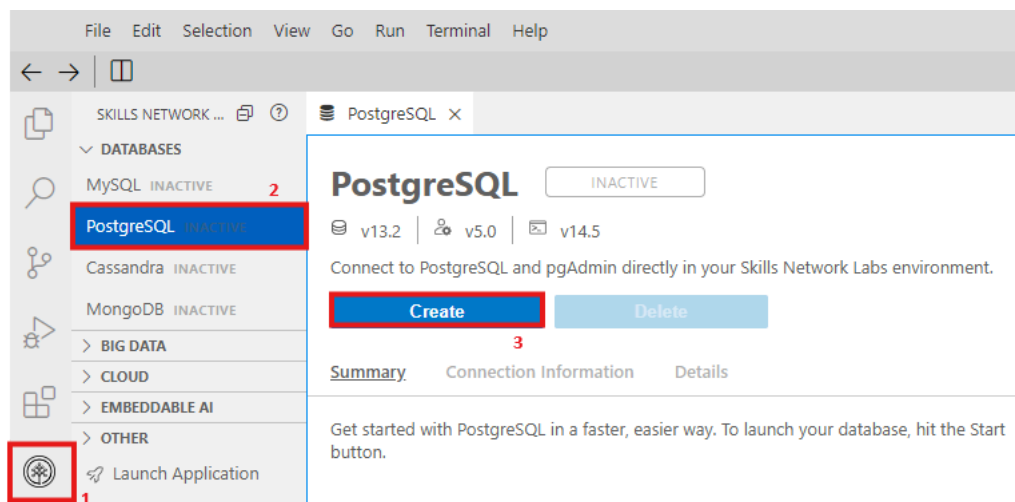 File Edit Selection View Go Run Terminal Help
SKILLS NETWORK ...
PostgreSQL
DATABASES
MySQL INACTIVE
2
PostgreSQL INACTIVE
Cassandra INACTIVE
MongoDB INACTIVE
BIG DATA
CLOUD
EMBEDDABLE AI
OTHER
Launch Application
1
PostgreSQL INACTIVE
v13.2 v5.0 v14.5
Connect to PostgreSQL and pgAdmin directly in your Skills Network Labs environment.
Create Delete
3
Summary Connection Information Details
Get started with PostgreSQL in a faster, easier way. To launch your database, hit the Start
button.